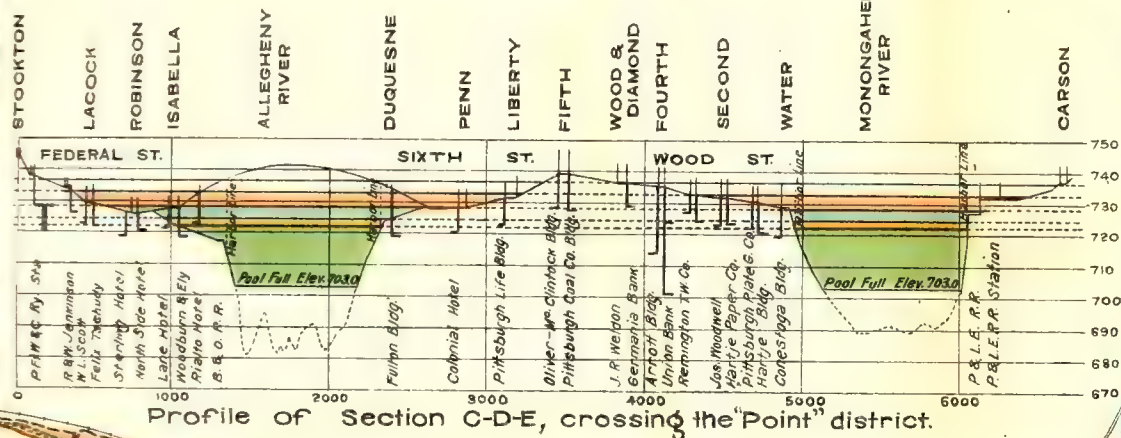 STOCKTON
LACOCK
ROBINSON
ISABELLA
ALLEGHENY
RIVER
DUQUESNE
PENN
LIBERTY
FIFTH
WOOD &
DIAMOND
FOURTH
SECOND
WATER
MONONGAHE
RIVER
CARSON
FEDERAL ST.
SIXTH ST.
WOOD ST.
750
740
730
720
710
700
690
680
670
Harbor Line
Harbor Line
Harbor Line
Harbor Line
Pool Full Elev. 703.0
Pool Full Elev. 703.0
P.F.W.&C. Ry. Sta.
R.&W. Jenkinson
W.L. Scott
Felix Tschudy
Sterling Hotel
North Side Hotel
Lane Hotel
Woodburn & Ely
Rialto Hotel
B. & O. R. R.
Fulton Bldg.
Colonial Hotel
Pittsburgh Life Bldg.
Oliver-McClintock Bldg.
Pittsburgh Coal Co. Bldg.
J.R. Weldon
Germania Bank
Arrott Bldg.
Union Bank
Remington T.W. Co.
Jos. Woodwell
Hartje Paper Co.
Pittsburgh Plate G. Co.
Hartje Bldg.
Conestoga Bldg.
P. & L.E. R.R.
P. & L.E.R.R. Station
0
1000
2000
3000
4000
5000
6000
Profile of Section C-D-E, crossing the "Point" district.